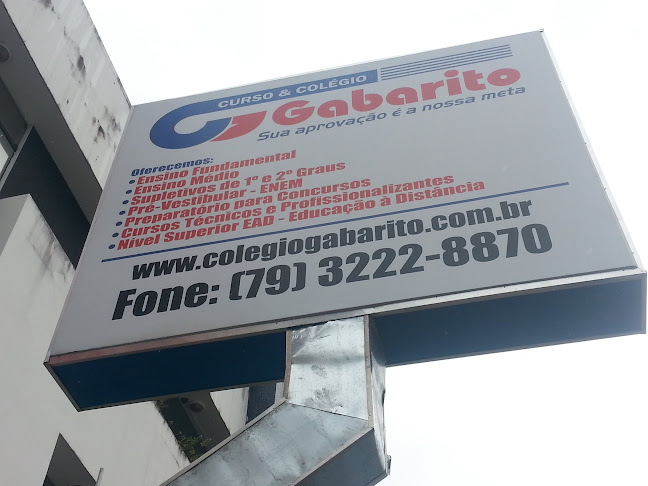 CURSO & COLÉGIO
Gabarito
Sua aprovação é a nossa meta
Oferecemos:
• Ensino Fundamental
• Ensino Médio
• Supletivos de 1º e 2º Graus
• Pré-Vestibular - ENEM
• Preparatório para Concursos
• Cursos Técnicos e Profissionalizantes
• Nível Superior EAD - Educação à Distância
www.colegiogabarito.com.br
Fone: (79) 3222-8870